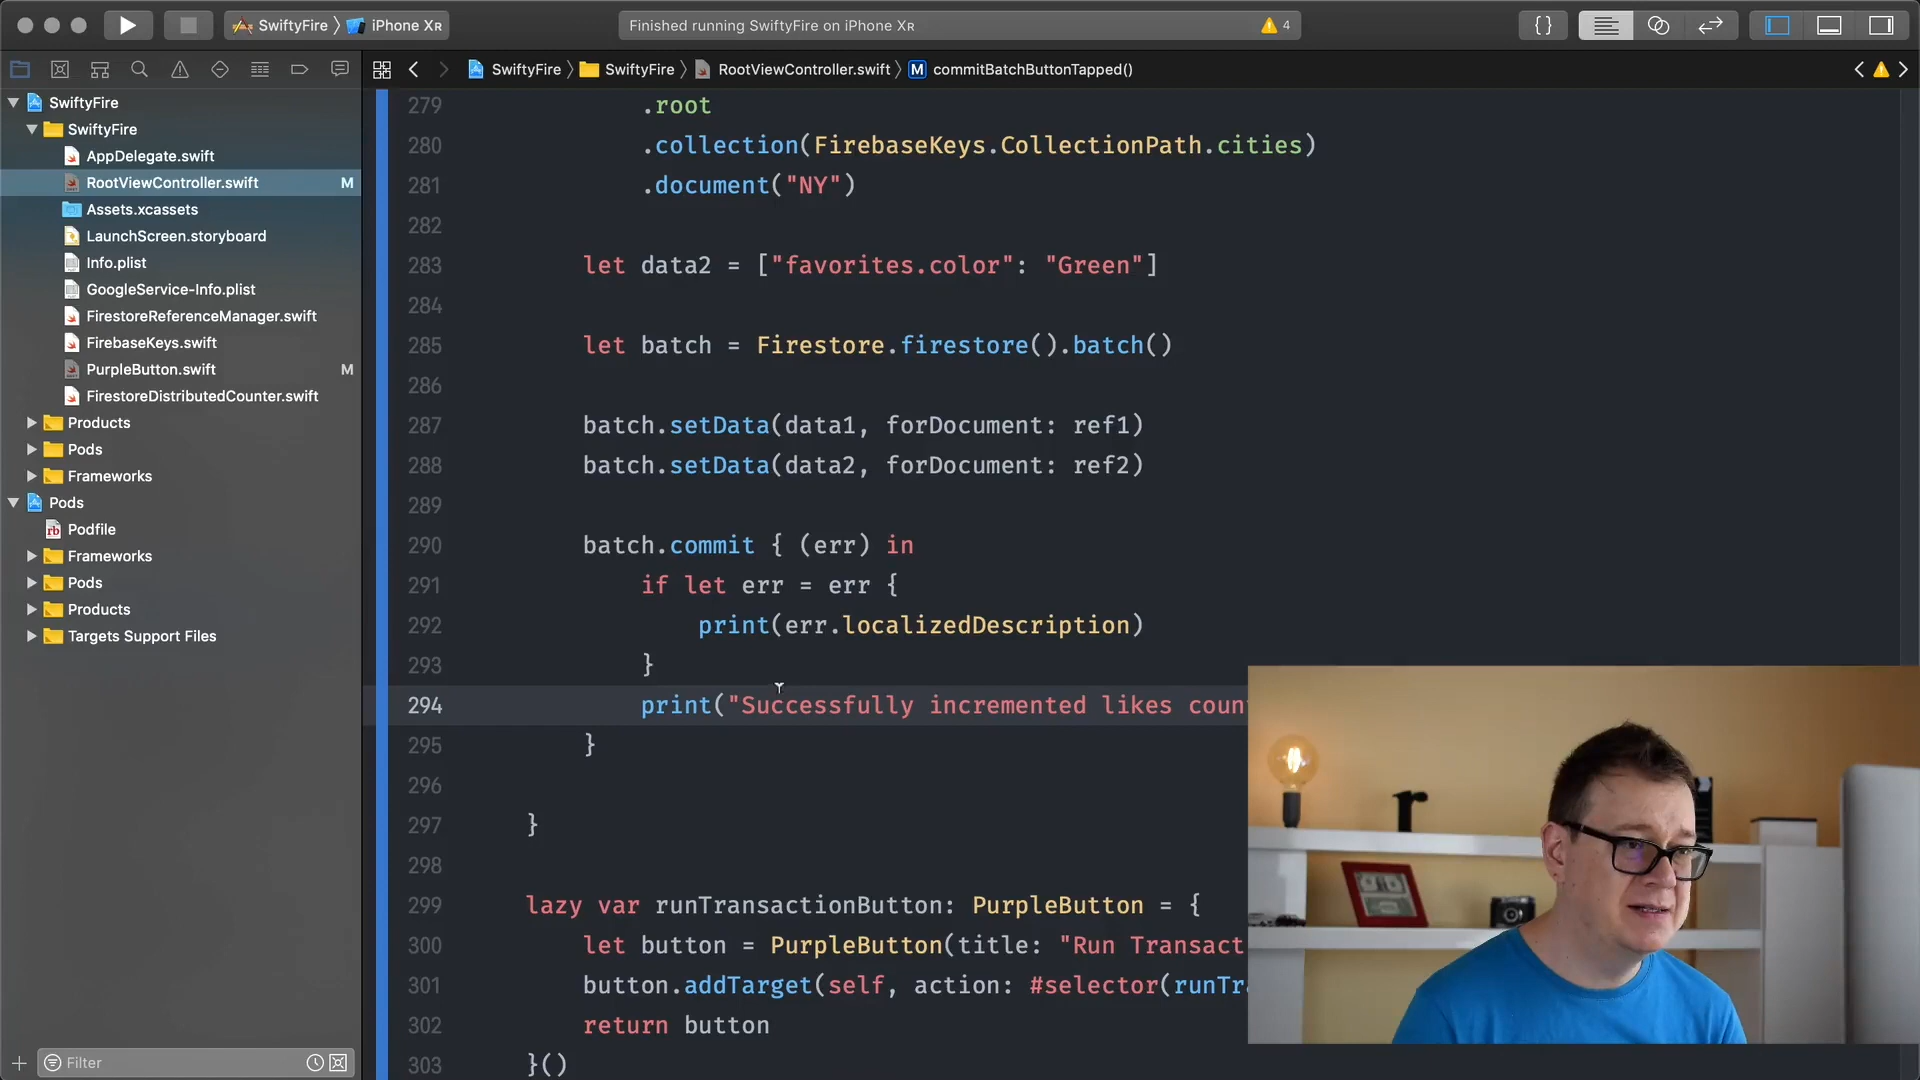 SwiftyFire iPhone XR
Finished running SwiftyFire on iPhone XR
4
{ }
SwiftyFire SwiftyFire RootViewController.swift M commitBatchButtonTapped()
SwiftyFire
SwiftyFire
AppDelegate.swift
RootViewController.swift M
Assets.xcassets
LaunchScreen.storyboard
Info.plist
GoogleService-Info.plist
FirestoreReferenceManager.swift
FirebaseKeys.swift
PurpleButton.swift M
FirestoreDistributedCounter.swift
Products
Pods
Frameworks
Pods
rb Podfile
Frameworks
Pods
Products
Targets Support Files
Filter
279 .root
280 .collection(FirebaseKeys.CollectionPath.cities)
281 .document("NY")
282
283 let data2 = ["favorites.color": "Green"]
284
285 let batch = Firestore.firestore().batch()
286
287 batch.setData(data1, forDocument: ref1)
288 batch.setData(data2, forDocument: ref2)
289
290 batch.commit { (err) in
291 if let err = err {
292 print(err.localizedDescription)
293 }
294 print("Successfully incremented likes coun
295 }
296
297 }
298
299 lazy var runTransactionButton: PurpleButton = {
300 let button = PurpleButton(title: "Run Transact
301 button.addTarget(self, action: #selector(runTr
302 return button
303 }()